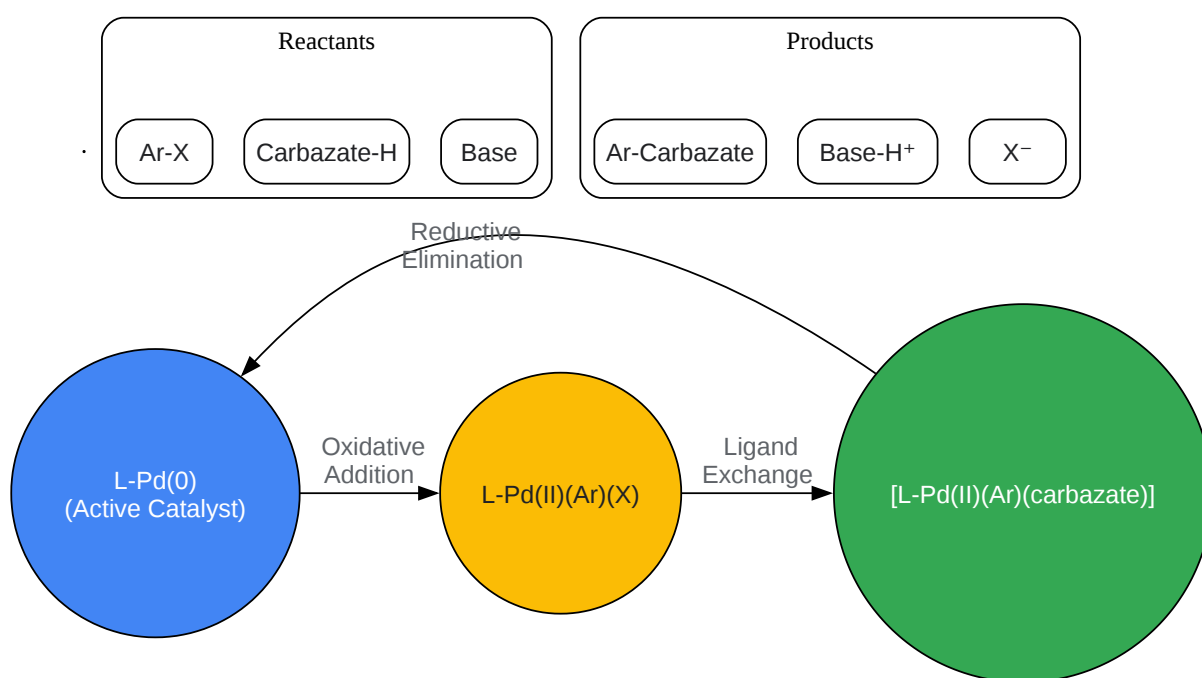 Reactants
Products
Ar-X
Carbazate-H
Base
Ar-Carbazate
Base-H⁺
X⁻
.
Reductive
Elimination
L-Pd(0)
(Active Catalyst)
Oxidative
Addition
L-Pd(II)(Ar)(X)
Ligand
Exchange
[L-Pd(II)(Ar)(carbazate)]